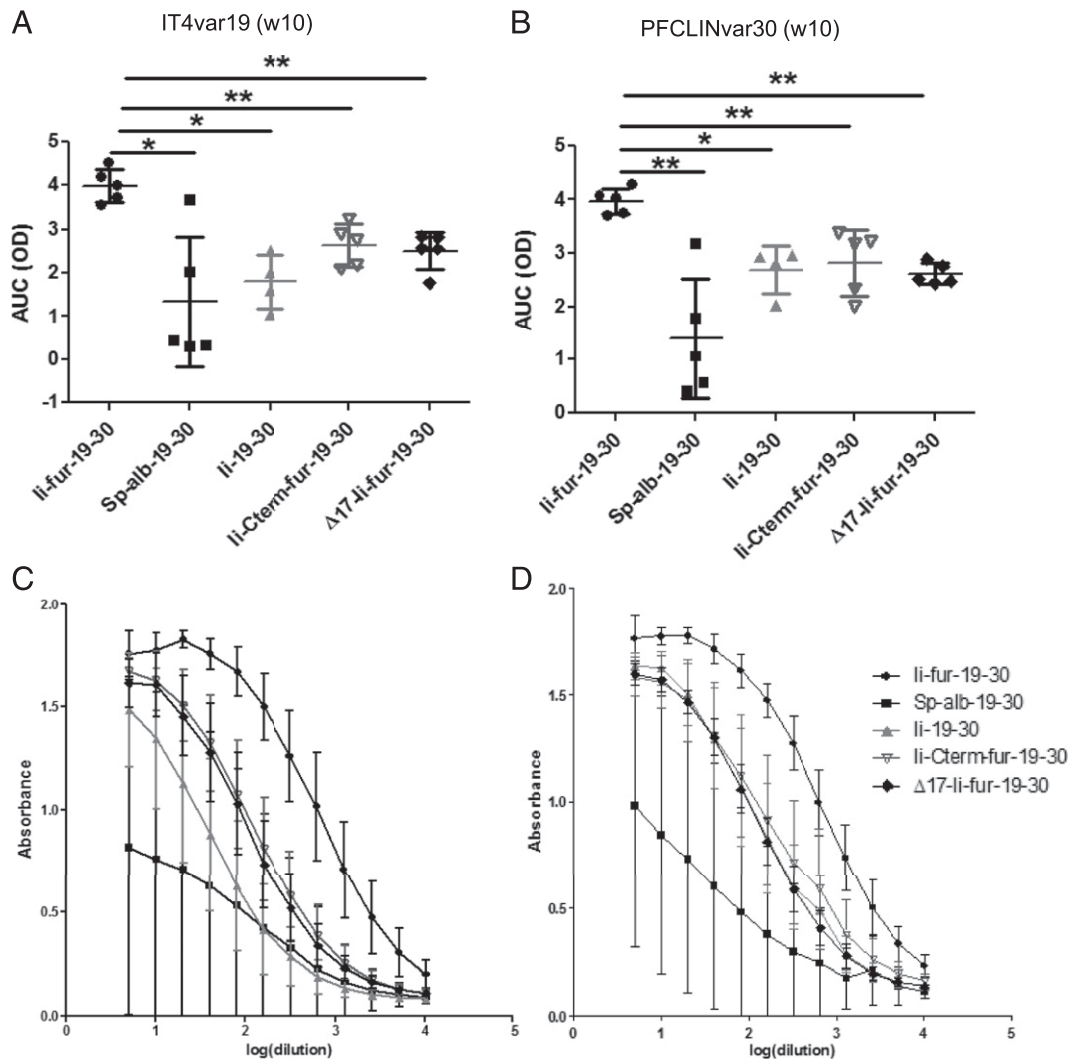 A
IT4var19 (w10)
**
**
*
*
AUC (OD)
5
4
3
2
1
0
-1
Ii-fur-19-30
Sp-alb-19-30
Ii-19-30
Ii-Cterm-fur-19-30
Δ17-Ii-fur-19-30
B
PFCLINvar30 (w10)
**
**
*
**
AUC (OD)
5
4
3
2
1
0
Ii-fur-19-30
Sp-alb-19-30
Ii-19-30
Ii-Cterm-fur-19-30
Δ17-Ii-fur-19-30
C
Absorbance
2.0
1.5
1.0
0.5
0.0
0 1 2 3 4 5
log(dilution)
D
Absorbance
2.0
1.5
1.0
0.5
0.0
0 1 2 3 4 5
log(dilution)
Ii-fur-19-30
Sp-alb-19-30
Ii-19-30
Ii-Cterm-fur-19-30
Δ17-Ii-fur-19-30